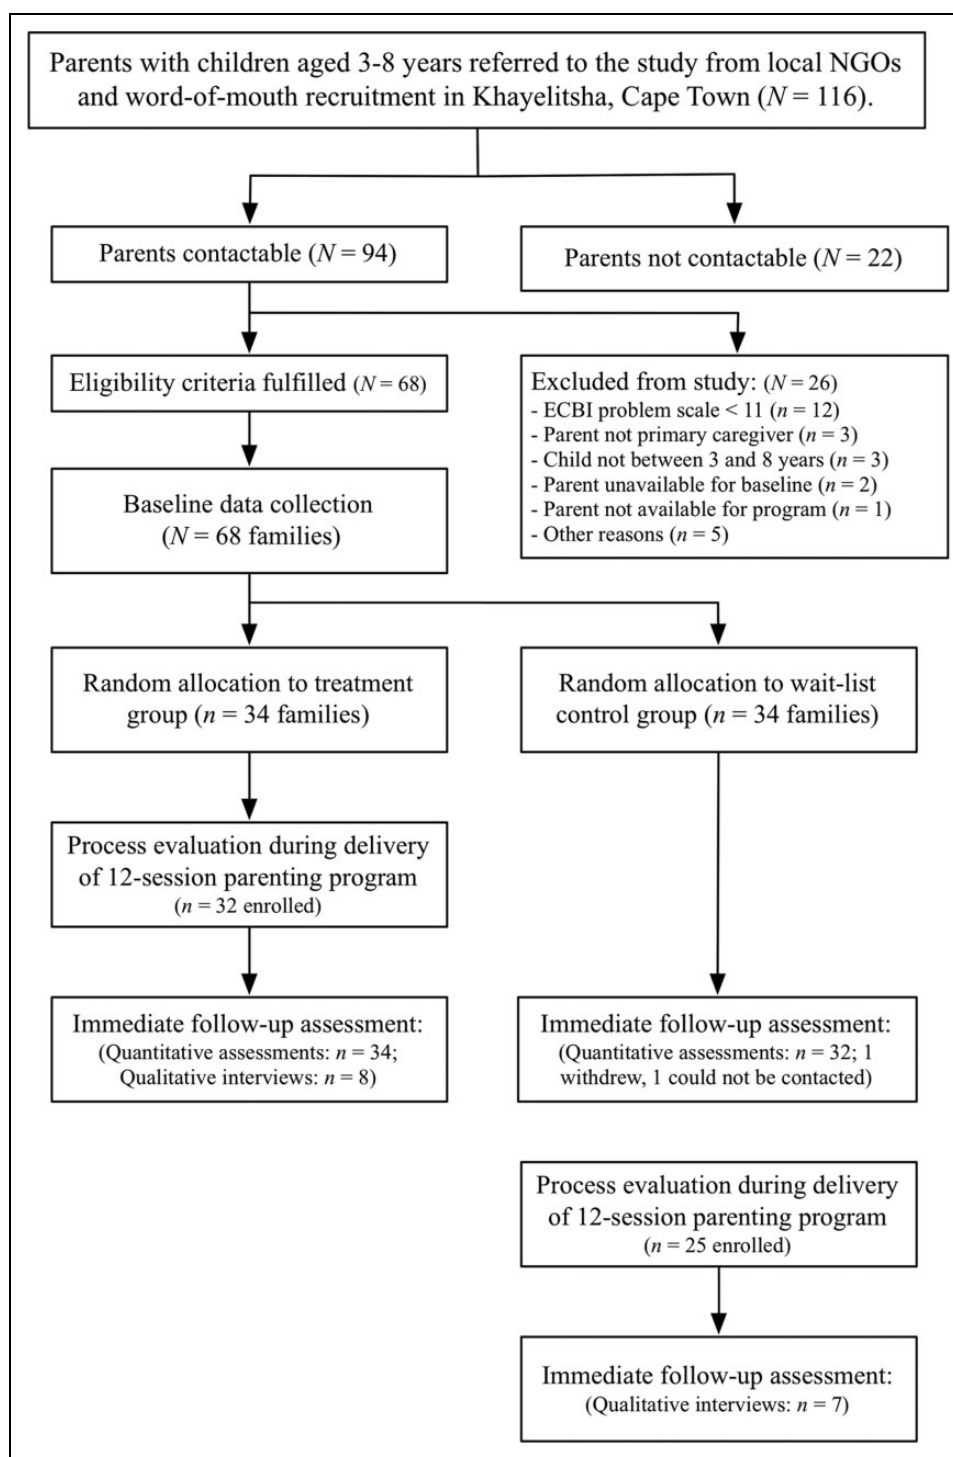 Parents with children aged 3-8 years referred to the study from local NGOs
and word-of-mouth recruitment in Khayelitsha, Cape Town (N = 116).
Parents contactable (N = 94)
Parents not contactable (N = 22)
Eligibility criteria fulfilled (N = 68)
Excluded from study: (N = 26)
- ECBI problem scale < 11 (n = 12)
- Parent not primary caregiver (n = 3)
- Child not between 3 and 8 years (n = 3)
- Parent unavailable for baseline (n = 2)
- Parent not available for program (n = 1)
- Other reasons (n = 5)
Baseline data collection
(N = 68 families)
Random allocation to treatment
group (n = 34 families)
Random allocation to wait-list
control group (n = 34 families)
Process evaluation during delivery
of 12-session parenting program
(n = 32 enrolled)
Immediate follow-up assessment:
(Quantitative assessments: n = 34;
Qualitative interviews: n = 8)
Immediate follow-up assessment:
(Quantitative assessments: n = 32; 1
withdrew, 1 could not be contacted)
Process evaluation during delivery
of 12-session parenting program
(n = 25 enrolled)
Immediate follow-up assessment:
(Qualitative interviews: n = 7)